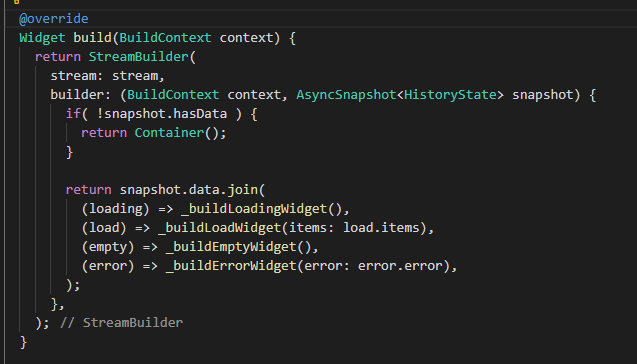 @override
Widget build(BuildContext context) {
  return StreamBuilder(
    stream: stream,
    builder: (BuildContext context, AsyncSnapshot<HistoryState> snapshot) {
      if( !snapshot.hasData ) {
        return Container();
      }

      return snapshot.data.join(
        (loading) => _buildLoadingWidget(),
        (load) => _buildLoadWidget(items: load.items),
        (empty) => _buildEmptyWidget(),
        (error) => _buildErrorWidget(error: error.error),
      );
    },
  ); // StreamBuilder
}